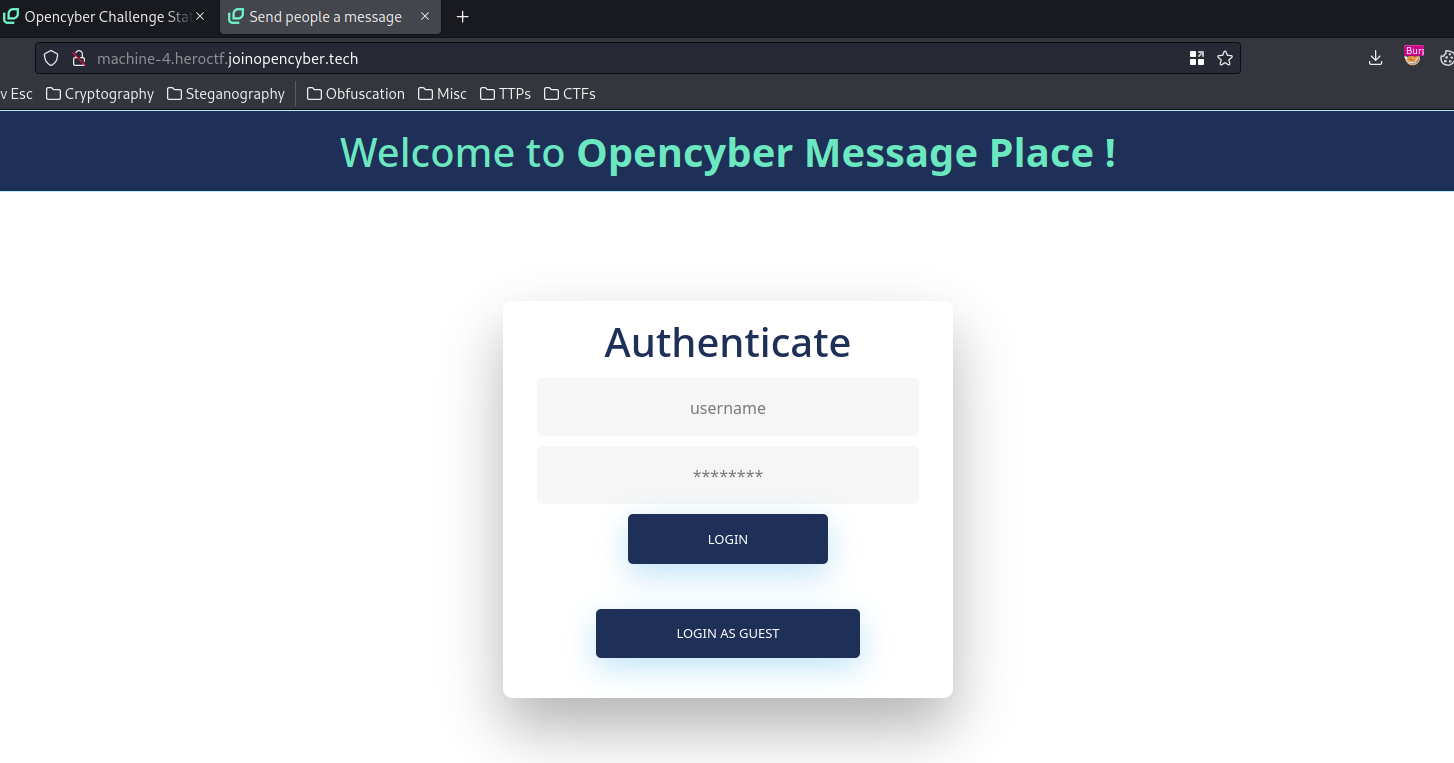 Opencyber Challenge Sta
Send people a message
machine-4.heroctf.joinopencyber.tech
Burp
v Esc Cryptography Steganography Obfuscation Misc TTPs CTFs
Welcome to Opencyber Message Place !
Authenticate
username
********
LOGIN
LOGIN AS GUEST